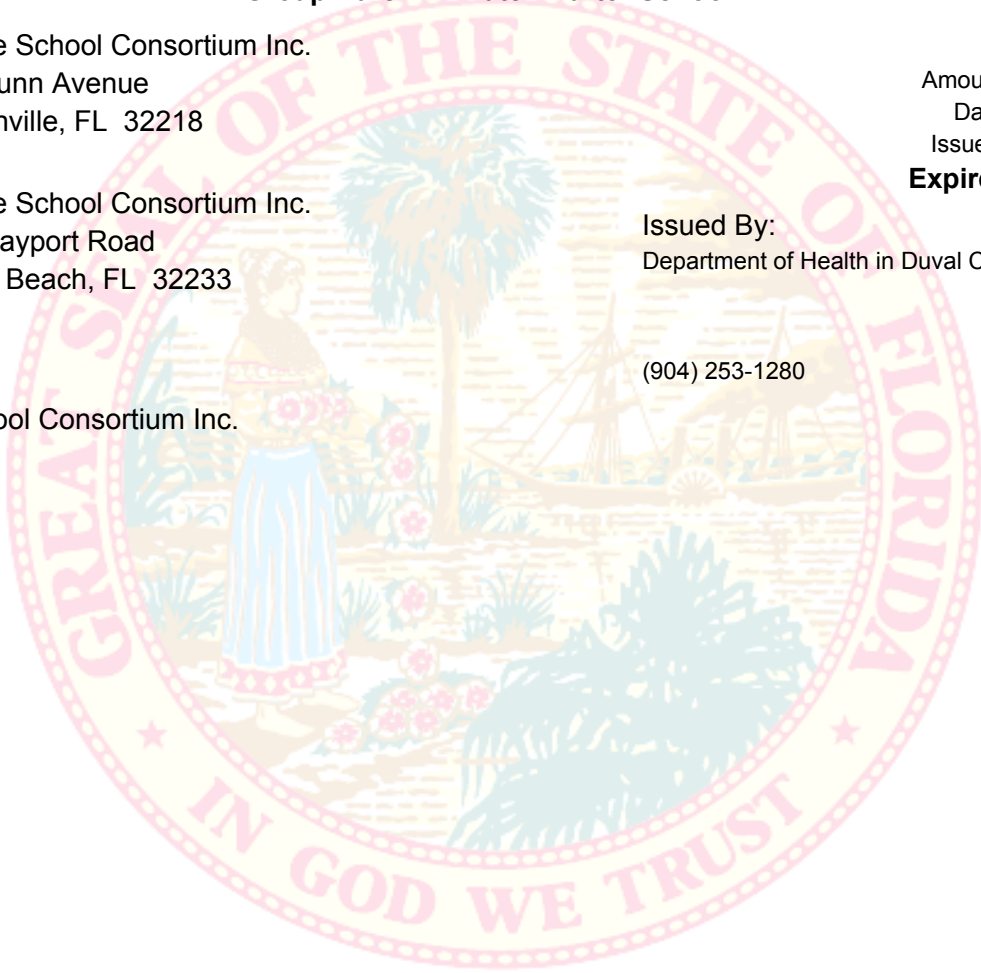 e School Consortium Inc.
unn Avenue
nville, FL 32218
e School Consortium Inc.
ayport Road
Beach, FL 32233
ool Consortium Inc.
Amou
Da
Issue
Expire
Issued By:
Department of Health in Duval C
(904) 253-1280
GREAT SEAL OF THE STATE OF FLORIDA
IN GOD WE TRUST